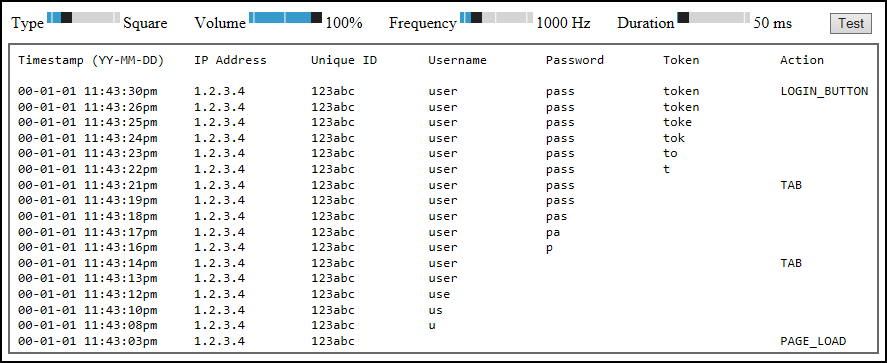 Type Square Volume 100% Frequency 1000 Hz Duration 50 ms Test
Timestamp (YY-MM-DD) IP Address Unique ID Username Password Token Action
00-01-01 11:43:30pm 1.2.3.4 123abc user pass token LOGIN_BUTTON
00-01-01 11:43:26pm 1.2.3.4 123abc user pass token
00-01-01 11:43:25pm 1.2.3.4 123abc user pass toke
00-01-01 11:43:24pm 1.2.3.4 123abc user pass tok
00-01-01 11:43:23pm 1.2.3.4 123abc user pass to
00-01-01 11:43:22pm 1.2.3.4 123abc user pass t
00-01-01 11:43:21pm 1.2.3.4 123abc user pass TAB
00-01-01 11:43:19pm 1.2.3.4 123abc user pass
00-01-01 11:43:18pm 1.2.3.4 123abc user pas
00-01-01 11:43:17pm 1.2.3.4 123abc user pa
00-01-01 11:43:16pm 1.2.3.4 123abc user p
00-01-01 11:43:14pm 1.2.3.4 123abc user TAB
00-01-01 11:43:13pm 1.2.3.4 123abc user
00-01-01 11:43:12pm 1.2.3.4 123abc use
00-01-01 11:43:10pm 1.2.3.4 123abc us
00-01-01 11:43:08pm 1.2.3.4 123abc u
00-01-01 11:43:03pm 1.2.3.4 123abc PAGE_LOAD